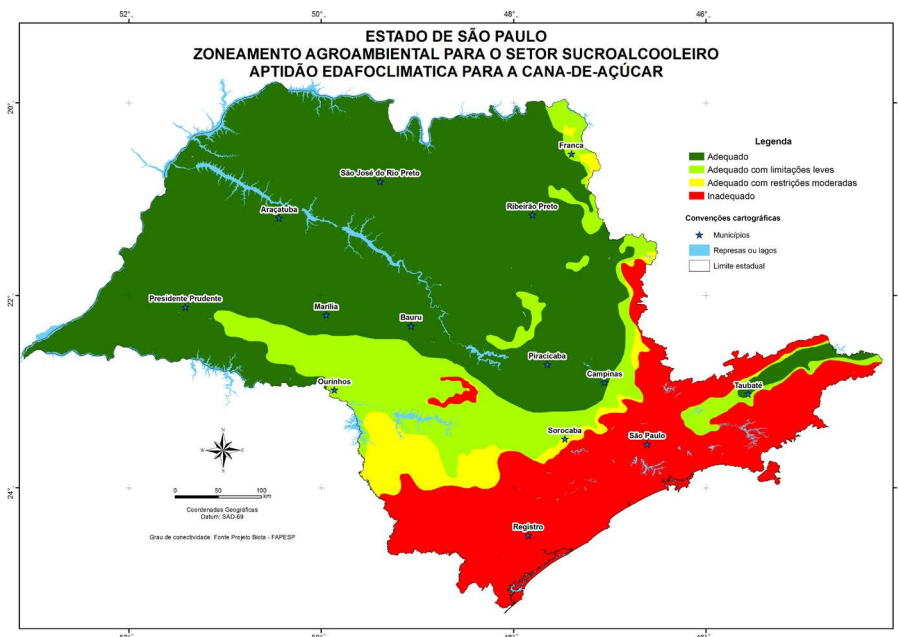 52°
50°
48°
46°
ESTADO DE SÃO PAULO
ZONEAMENTO AGROAMBIENTAL PARA O SETOR SUCROALCOOLEIRO
APTIDÃO EDAFOCLIMATICA PARA A CANA-DE-AÇÚCAR
20°
Franca
Legenda
Adequado
Adequado com limitações leves
Adequado com restrições moderadas
Inadequado
São José do Rio Preto
Araçatuba
Ribeirão Preto
Convenções cartográficas
Municípios
Represas ou lagos
Limite estadual
22°
Presidente Prudente
Marília
Bauru
Piracicaba
Campinas
Ourinhos
Taubaté
Sorocaba
São Paulo
N
W
E
S
24°
0 50 100
km
Coordenadas Geográficas
Datum: SAD-69
Grau de conectividade. Fonte Projeto Biota - FAPESP
Registro
52°
50°
48°
46°